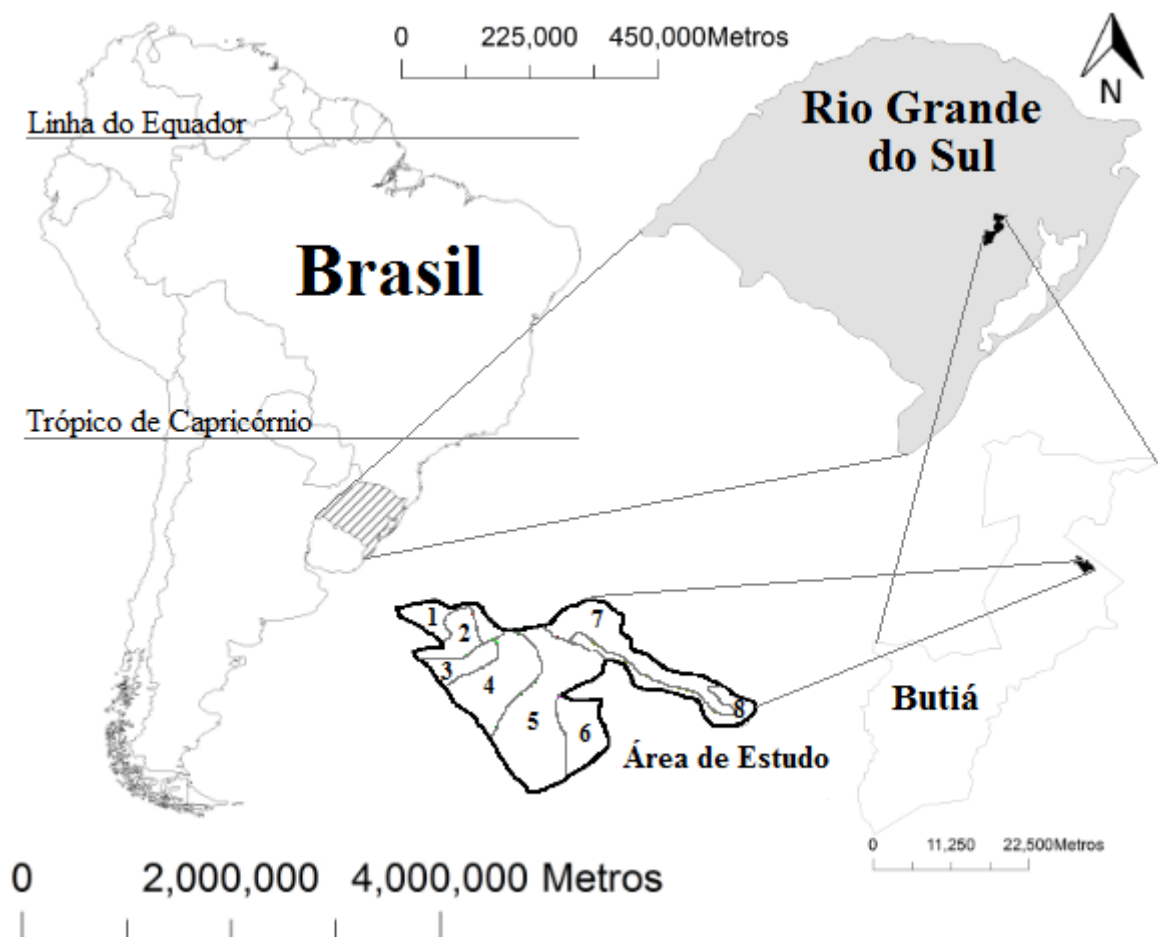 0 225,000 450,000Metros
N
Rio Grande
do Sul
Linha do Equador
Brasil
Trópico de Capricórnio
1
2
3
4
5
6
7
8
Área de Estudo
Butiá
0 11,250 22,500Metros
0 2,000,000 4,000,000 Metros